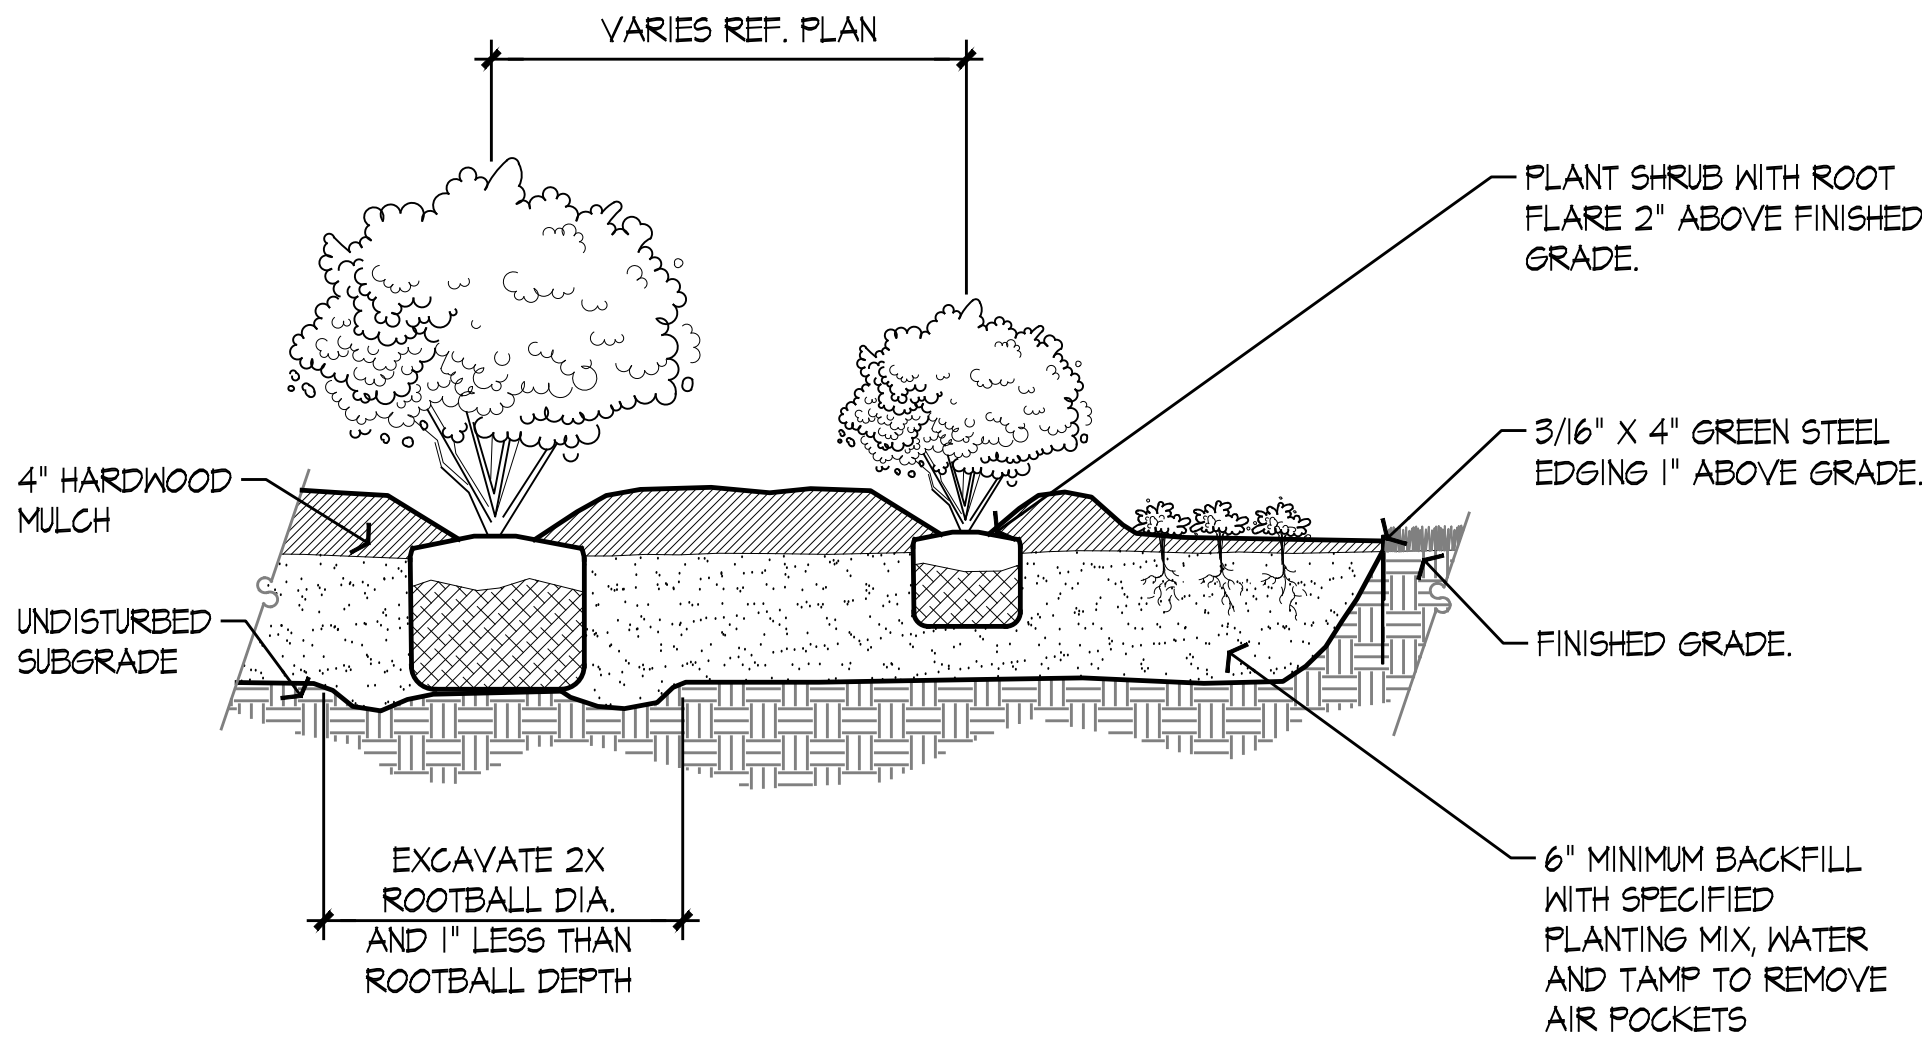 VARIES REF. PLAN
PLANT SHRUB WITH ROOT
FLARE 2" ABOVE FINISHED
GRADE.
3/16" X 4" GREEN STEEL
EDGING 1" ABOVE GRADE.
4" HARDWOOD
MULCH
UNDISTURBED
SUBGRADE
FINISHED GRADE.
EXCAVATE 2X
ROOTBALL DIA.
AND 1" LESS THAN
ROOTBALL DEPTH
6" MINIMUM BACKFILL
WITH SPECIFIED
PLANTING MIX, WATER
AND TAMP TO REMOVE
AIR POCKETS